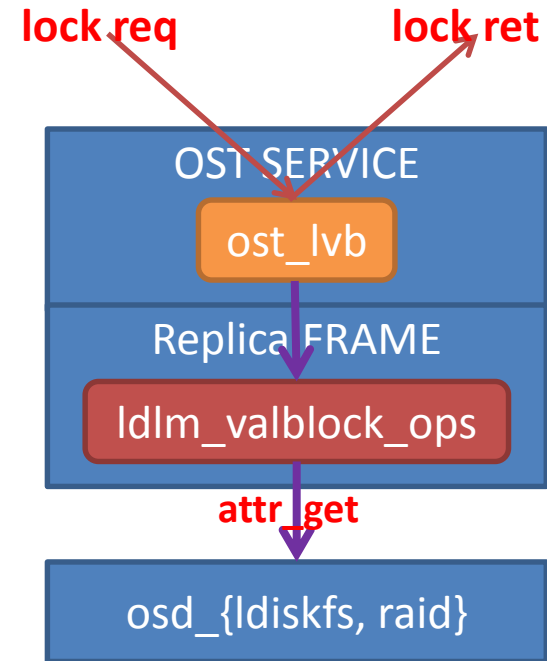 lock req
lock ret
OST SERVICE
ost_lvb
Replica FRAME
ldlm_valblock_ops
attr_get
osd_{ldiskfs, raid}